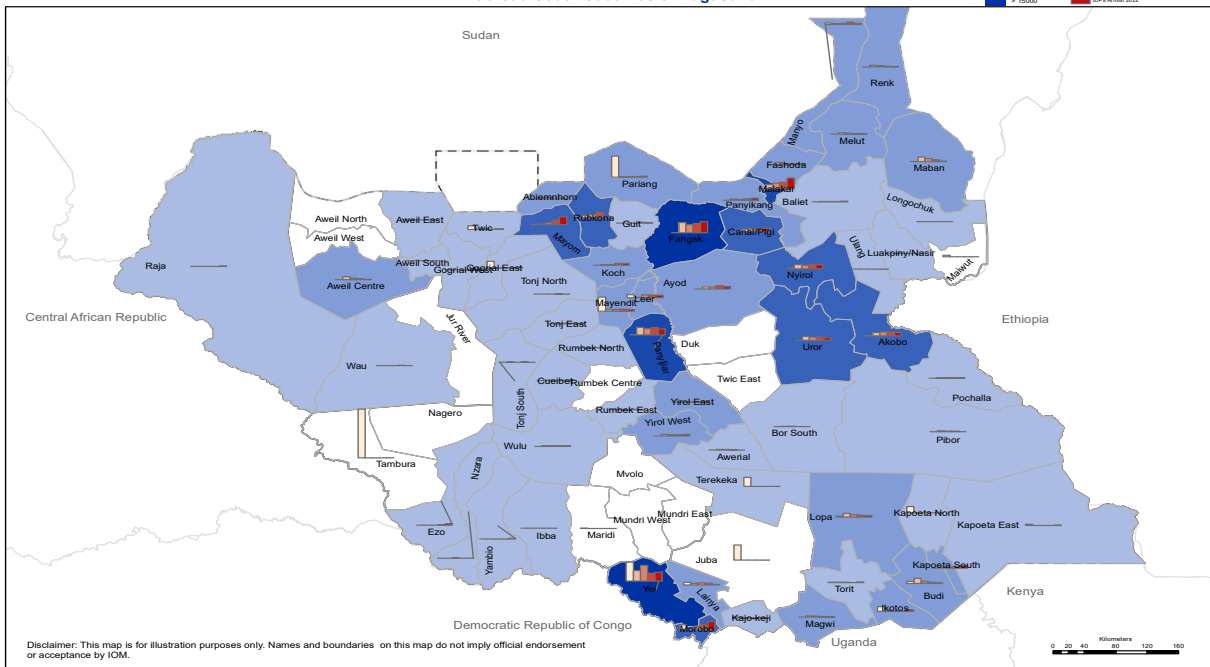 > 15000
IDPs Arrival 2022
Sudan
Renk
Manyo
Melut
Fashoda
Maban
Pariang
Malakal
Abiemnhom
Panyikang
Baliet
Longochuk
Aweil North
Aweil East
Rubkona
Guit
Twic
Aweil West
Mayom
Pangak
Canal/Pigi
Ulang
Luakpiny/Nasir
Maiwut
Raja
Aweil South
Gogrial West
Gogrial East
Koch
Nyirol
Aweil Centre
Tonj North
Ayod
Mayendit
Leer
Central African Republic
Jur River
Tonj East
Ethiopia
Duk
Uror
Akobo
Rumbek North
Panyijiar
Wau
Cueibet
Rumbek Centre
Twic East
Pochalla
Tonj South
Nagero
Rumbek East
Yirol East
Yirol West
Bor South
Pibor
Wulu
Awerial
Tambura
Nzara
Mvolo
Terekeka
Ezo
Yambio
Ibba
Maridi
Mundri West
Mundri East
Lopa
Kapoeta North
Kapoeta East
Juba
Kapoeta South
Yei
Lainya
Torit
Budi
Kenya
Ikotos
Morobo
Kajo-keji
Magwi
Democratic Republic of Congo
Uganda
Disclaimer: This map is for illustration purposes only. Names and boundaries on this map do not imply official endorsement
or acceptance by IOM.
Kilometers
0 20 40 80 120 160